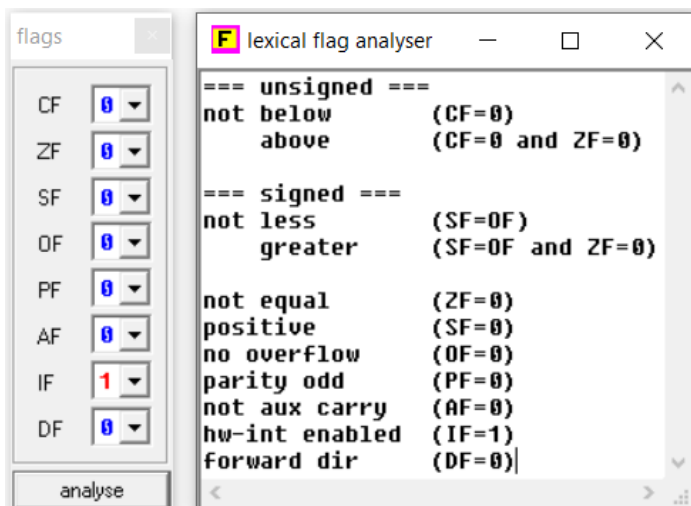 flags
CF 0
ZF 0
SF 0
OF 0
PF 0
AF 0
IF 1
DF 0
analyse
F lexical flag analyser
=== unsigned ===
not below (CF=0)
above (CF=0 and ZF=0)
=== signed ===
not less (SF=OF)
greater (SF=OF and ZF=0)
not equal (ZF=0)
positive (SF=0)
no overflow (OF=0)
parity odd (PF=0)
not aux carry (AF=0)
hw-int enabled (IF=1)
forward dir (DF=0)